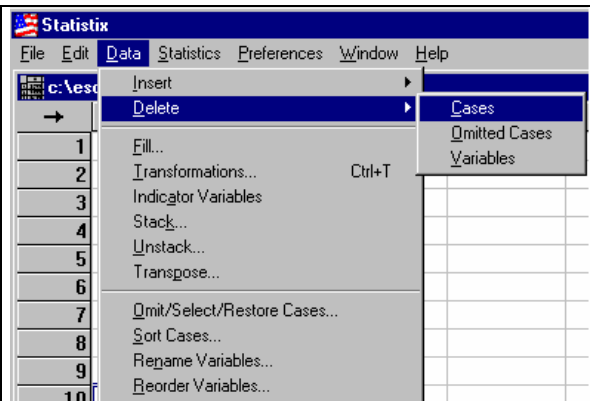 Statistix
File Edit Data Statistics Preferences Window Help
c:\esc
Insert
Delete
Cases
Omitted Cases
Variables
Fill...
Transformations... Ctrl+T
Indicator Variables
Stack...
Unstack...
Transpose...
Omit/Select/Restore Cases...
Sort Cases...
Rename Variables...
Reorder Variables...
1
2
3
4
5
6
7
8
9
10